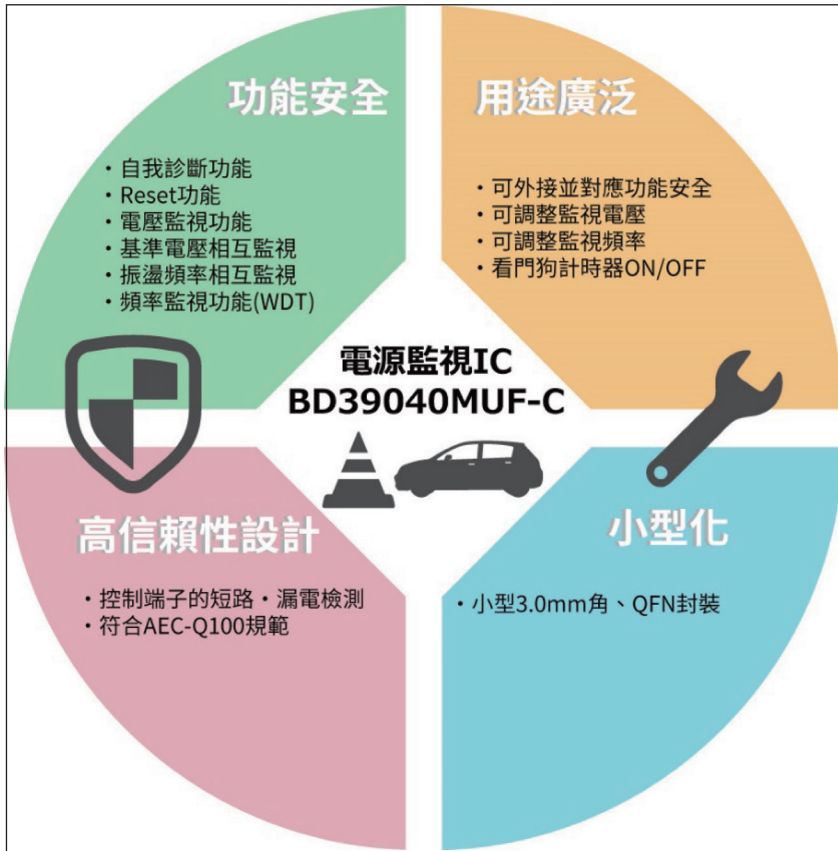 功能安全
・自我診斷功能
・Reset功能
・電壓監視功能
・基準電壓相互監視
・振盪頻率相互監視
・頻率監視功能(WDT)
用途廣泛
・可外接並對應功能安全
・可調整監視電壓
・可調整監視頻率
・看門狗計時器ON/OFF
電源監視IC
BD39040MUF-C
高信賴性設計
・控制端子的短路・漏電檢測
・符合AEC-Q100規範
小型化
・小型3.0mm角、QFN封裝